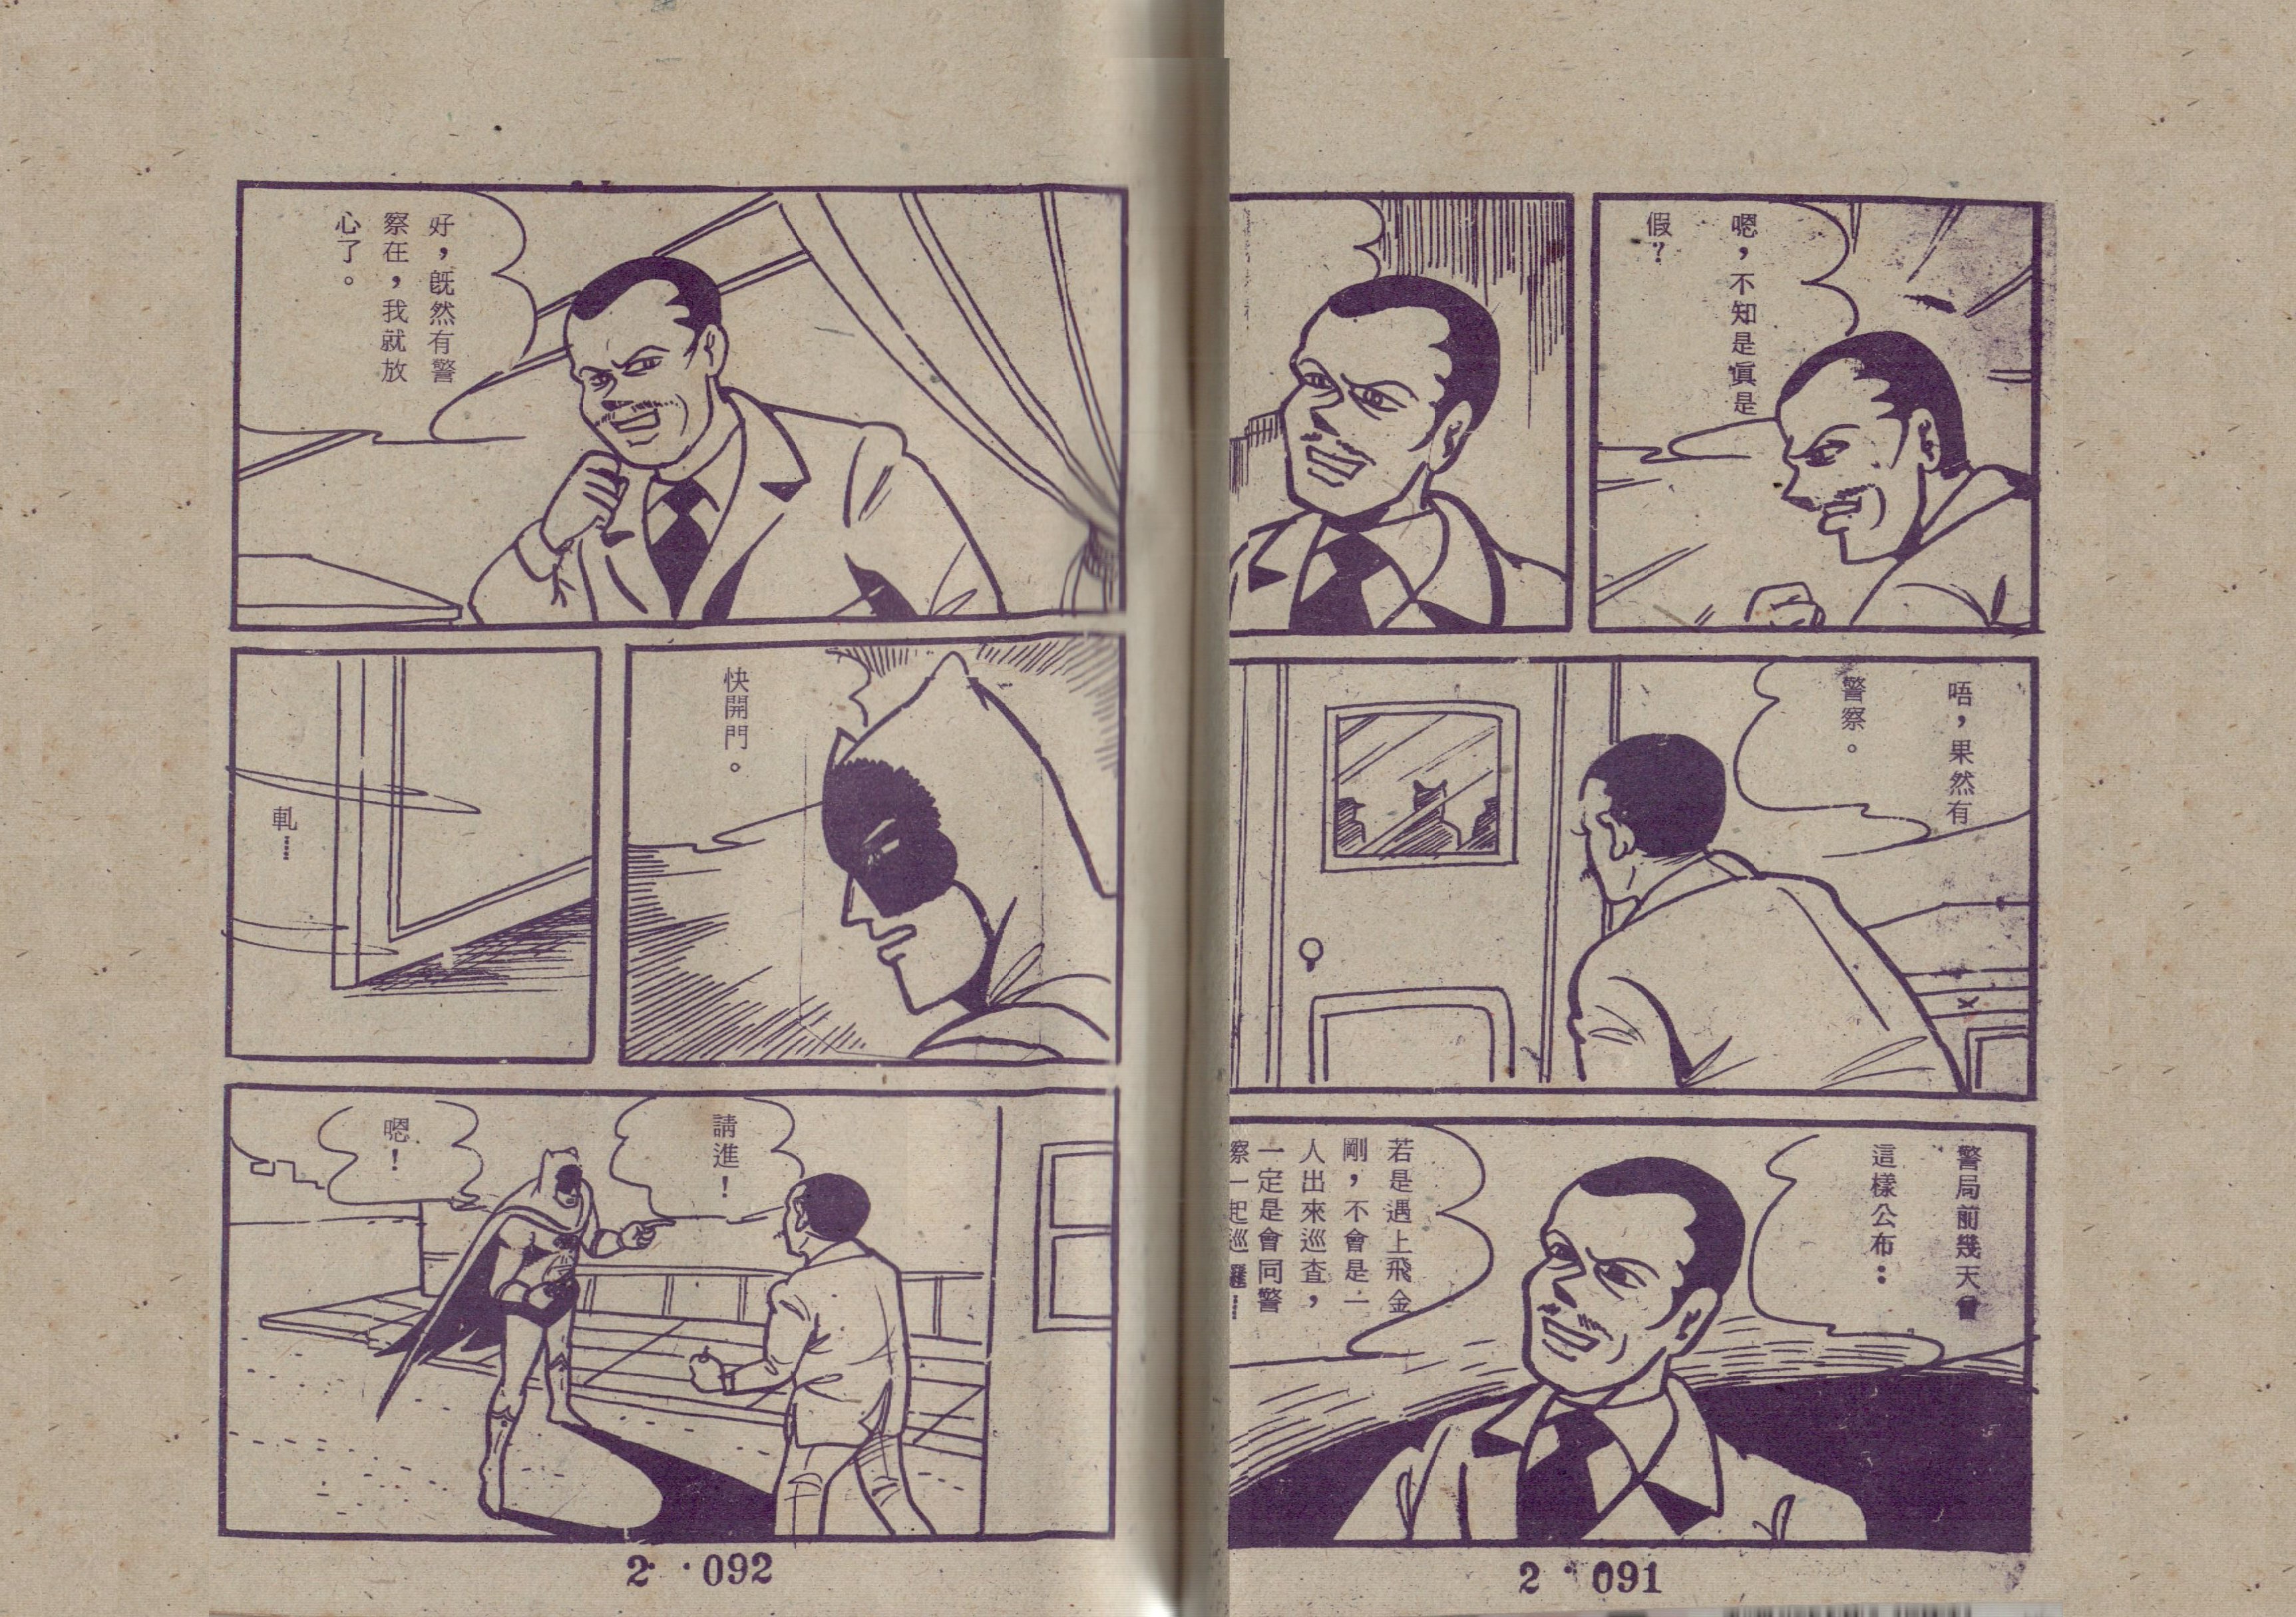 嗯，不知是眞是
假？
唔，果然有
警察。
警局前幾天會
這樣公布：
若是遇上飛金
剛，不會是一
人出來巡查，
一定是會同警
察一起巡邏……
2·091
好，旣然有警
察在，我就放
心了。
快開門。
軋……
請進！
嗯！
2·092